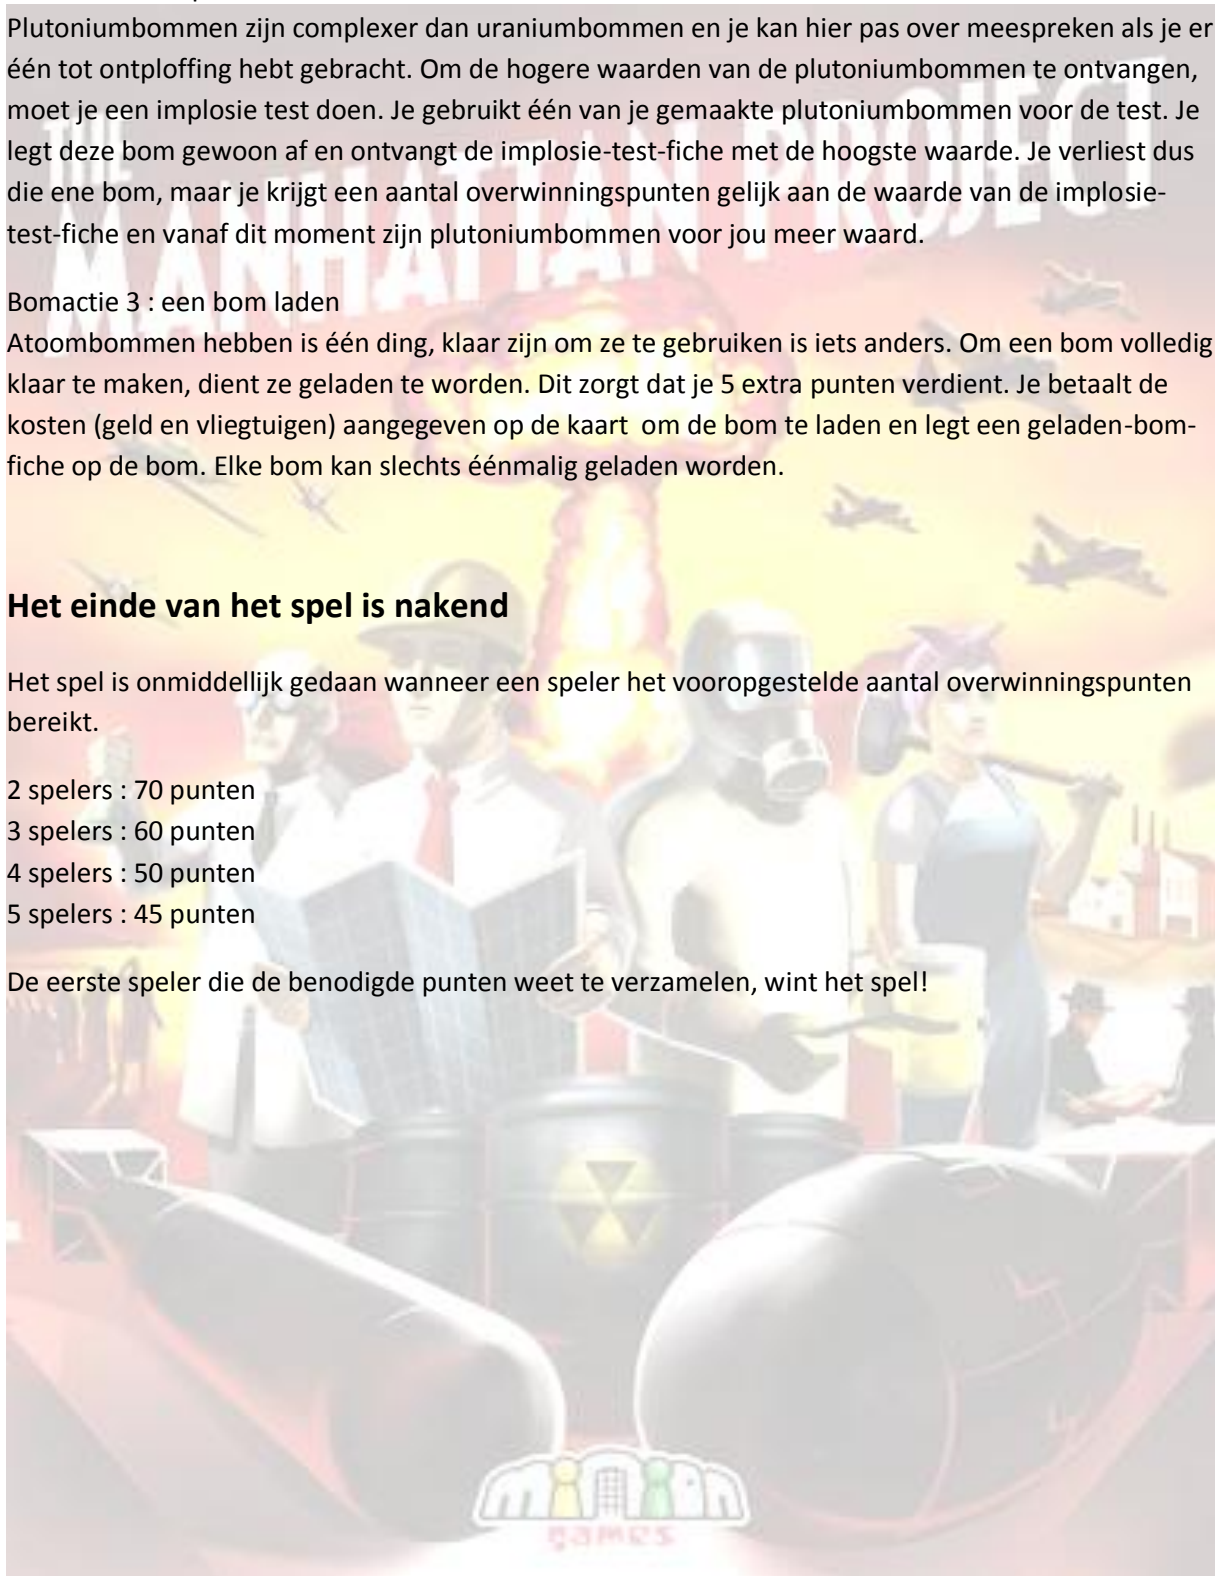 Plutoniumbommen zijn complexer dan uraniumbommen en je kan hier pas over meespreken als je er
één tot ontploffing hebt gebracht. Om de hogere waarden van de plutoniumbommen te ontvangen,
moet je een implosie test doen. Je gebruikt één van je gemaakte plutoniumbommen voor de test. Je
legt deze bom gewoon af en ontvangt de implosie-test-fiche met de hoogste waarde. Je verliest dus
die ene bom, maar je krijgt een aantal overwinningspunten gelijk aan de waarde van de implosie-
test-fiche en vanaf dit moment zijn plutoniumbommen voor jou meer waard.
THE
MANHATTAN PROJECT
Bomactie 3 : een bom laden
Atoombommen hebben is één ding, klaar zijn om ze te gebruiken is iets anders. Om een bom volledig
klaar te maken, dient ze geladen te worden. Dit zorgt dat je 5 extra punten verdient. Je betaalt de
kosten (geld en vliegtuigen) aangegeven op de kaart om de bom te laden en legt een geladen-bom-
fiche op de bom. Elke bom kan slechts éénmalig geladen worden.
Het einde van het spel is nakend
Het spel is onmiddellijk gedaan wanneer een speler het vooropgestelde aantal overwinningspunten
bereikt.
2 spelers : 70 punten
3 spelers : 60 punten
4 spelers : 50 punten
5 spelers : 45 punten
De eerste speler die de benodigde punten weet te verzamelen, wint het spel!
minion
games